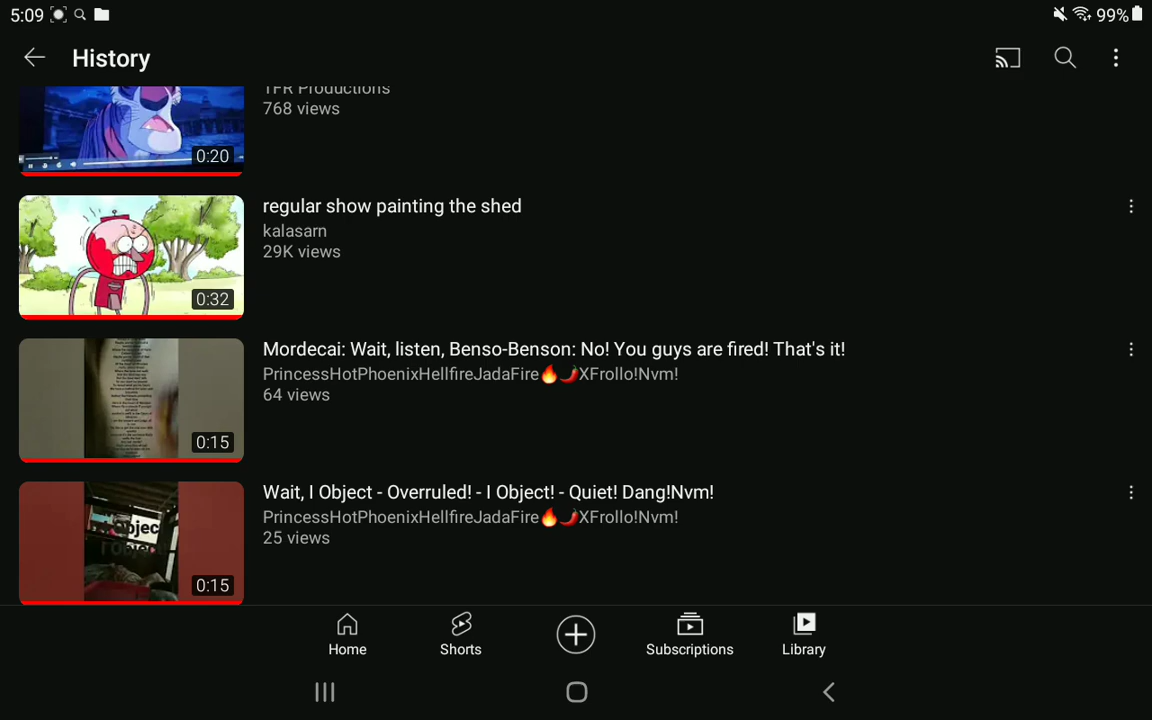 5:09
99%
History
TFR Productions
768 views
0:20
regular show painting the shed
kalasarn
29K views
0:32
Mordecai: Wait, listen, Benso-Benson: No! You guys are fired! That's it!
PrincessHotPhoenixHellfireJadaFire🔥🌶️XFrollo!Nvm!
64 views
0:15
Wait, I Object - Overruled! - I Object! - Quiet! Dang!Nvm!
PrincessHotPhoenixHellfireJadaFire🔥🌶️XFrollo!Nvm!
25 views
0:15
Home
Shorts
Subscriptions
Library